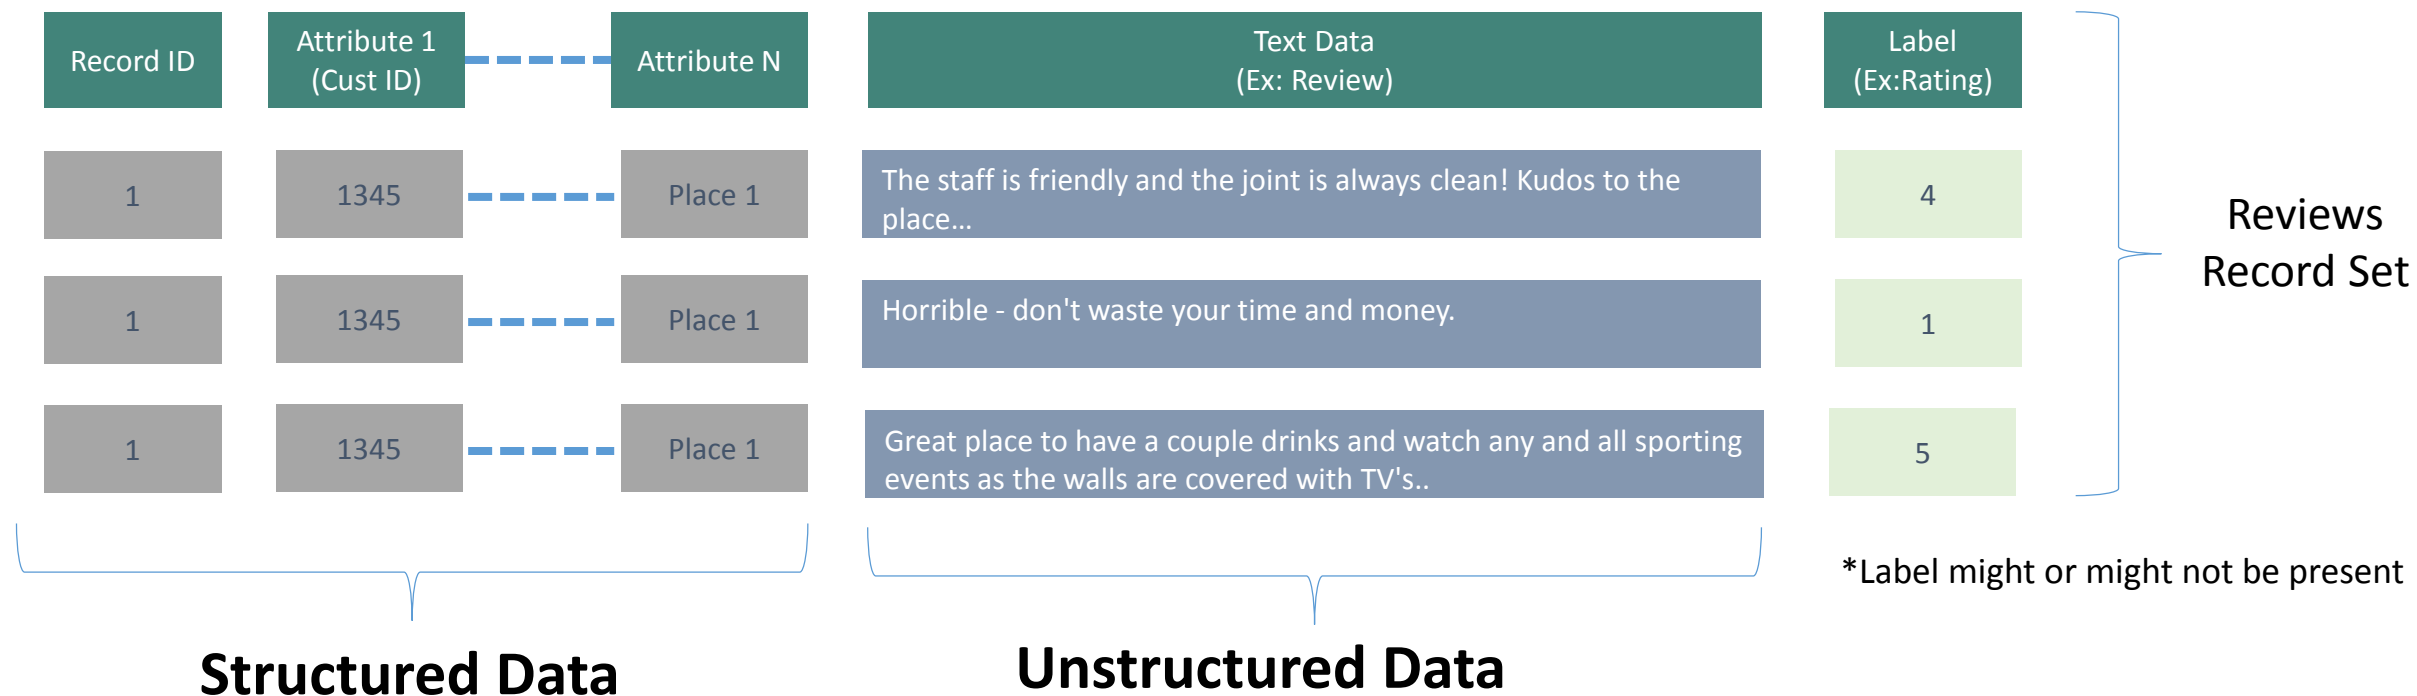 Record ID
Attribute 1
(Cust ID)
Attribute N
Text Data
(Ex: Review)
Label
(Ex:Rating)
1
1345
Place 1
The staff is friendly and the joint is always clean! Kudos to the
place...
4
1
1345
Place 1
Horrible - don't waste your time and money.
1
1
1345
Place 1
Great place to have a couple drinks and watch any and all sporting
events as the walls are covered with TV's..
5
Reviews
Record Set
*Label might or might not be present
Structured Data
Unstructured Data